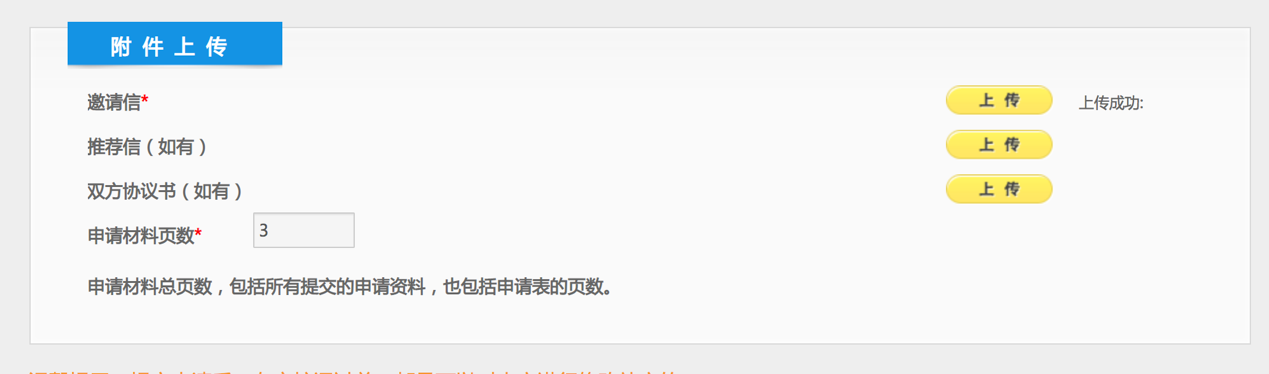 附件上传
邀请信* 上传 上传成功:
推荐信（如有） 上传
双方协议书（如有） 上传
申请材料页数* 3
申请材料总页数，包括所有提交的申请资料，也包括申请表的页数。